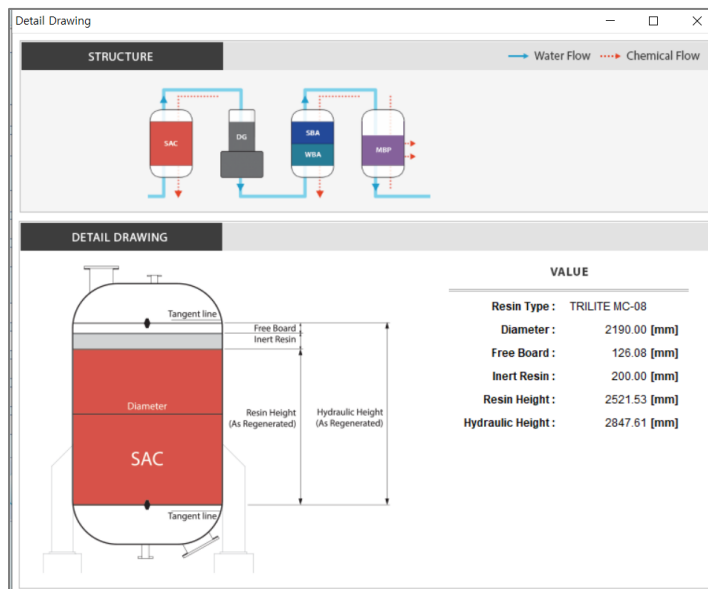 Detail Drawing
STRUCTURE
Water Flow
Chemical Flow
SAC
DG
SBA
WBA
MBP
DETAIL DRAWING
Tangent line
Free Board
Inert Resin
Diameter
Resin Height
(As Regenerated)
Hydraulic Height
(As Regenerated)
SAC
Tangent line
VALUE
Resin Type : TRILITE MC-08
Diameter : 2190.00 [mm]
Free Board : 126.08 [mm]
Inert Resin : 200.00 [mm]
Resin Height : 2521.53 [mm]
Hydraulic Height : 2847.61 [mm]